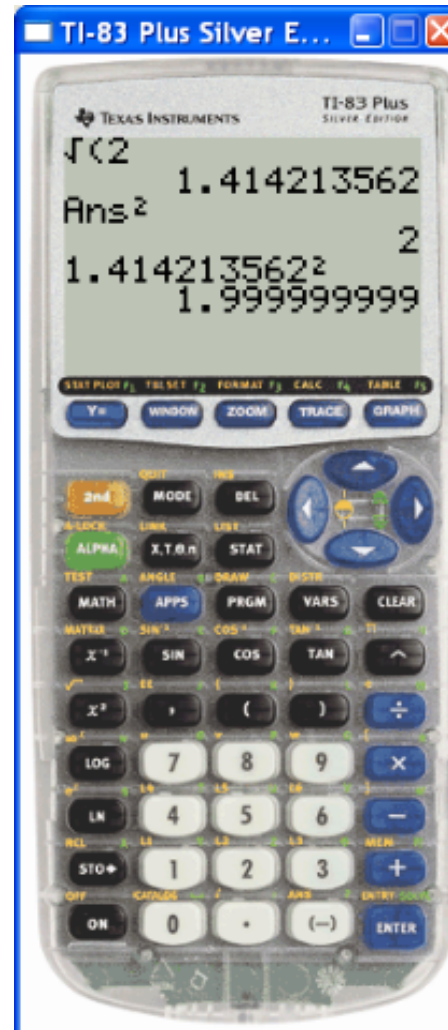 TI-83 Plus Silver E...
TEXAS INSTRUMENTS
TI-83 Plus
Silver Edition
√(2
1.414213562
Ans²
2
1.414213562²
1.999999999
STAT PLOT F1 TBLSET F2 FORMAT F3 CALC F4 TABLE F5
Y= WINDOW ZOOM TRACE GRAPH
QUIT INS
2nd MODE DEL
A-LOCK LINK LIST
ALPHA X,T,Θ,n STAT
TEST A ANGLE B DRAW C DISTR
MATH APPS PRGM VARS CLEAR
MATRIX D SIN⁻¹ E COS⁻¹ F TAN⁻¹ G π H
x⁻¹ SIN COS TAN ^
x² , ( ) ÷
LOG 7 8 9 ×
L4 L5 L6
LN 4 5 6 −
RCL L1 L2 L3 MEM
STO 1 2 3 +
OFF CATALOG ANS ENTRY SOLVE
ON 0 . (−) ENTER